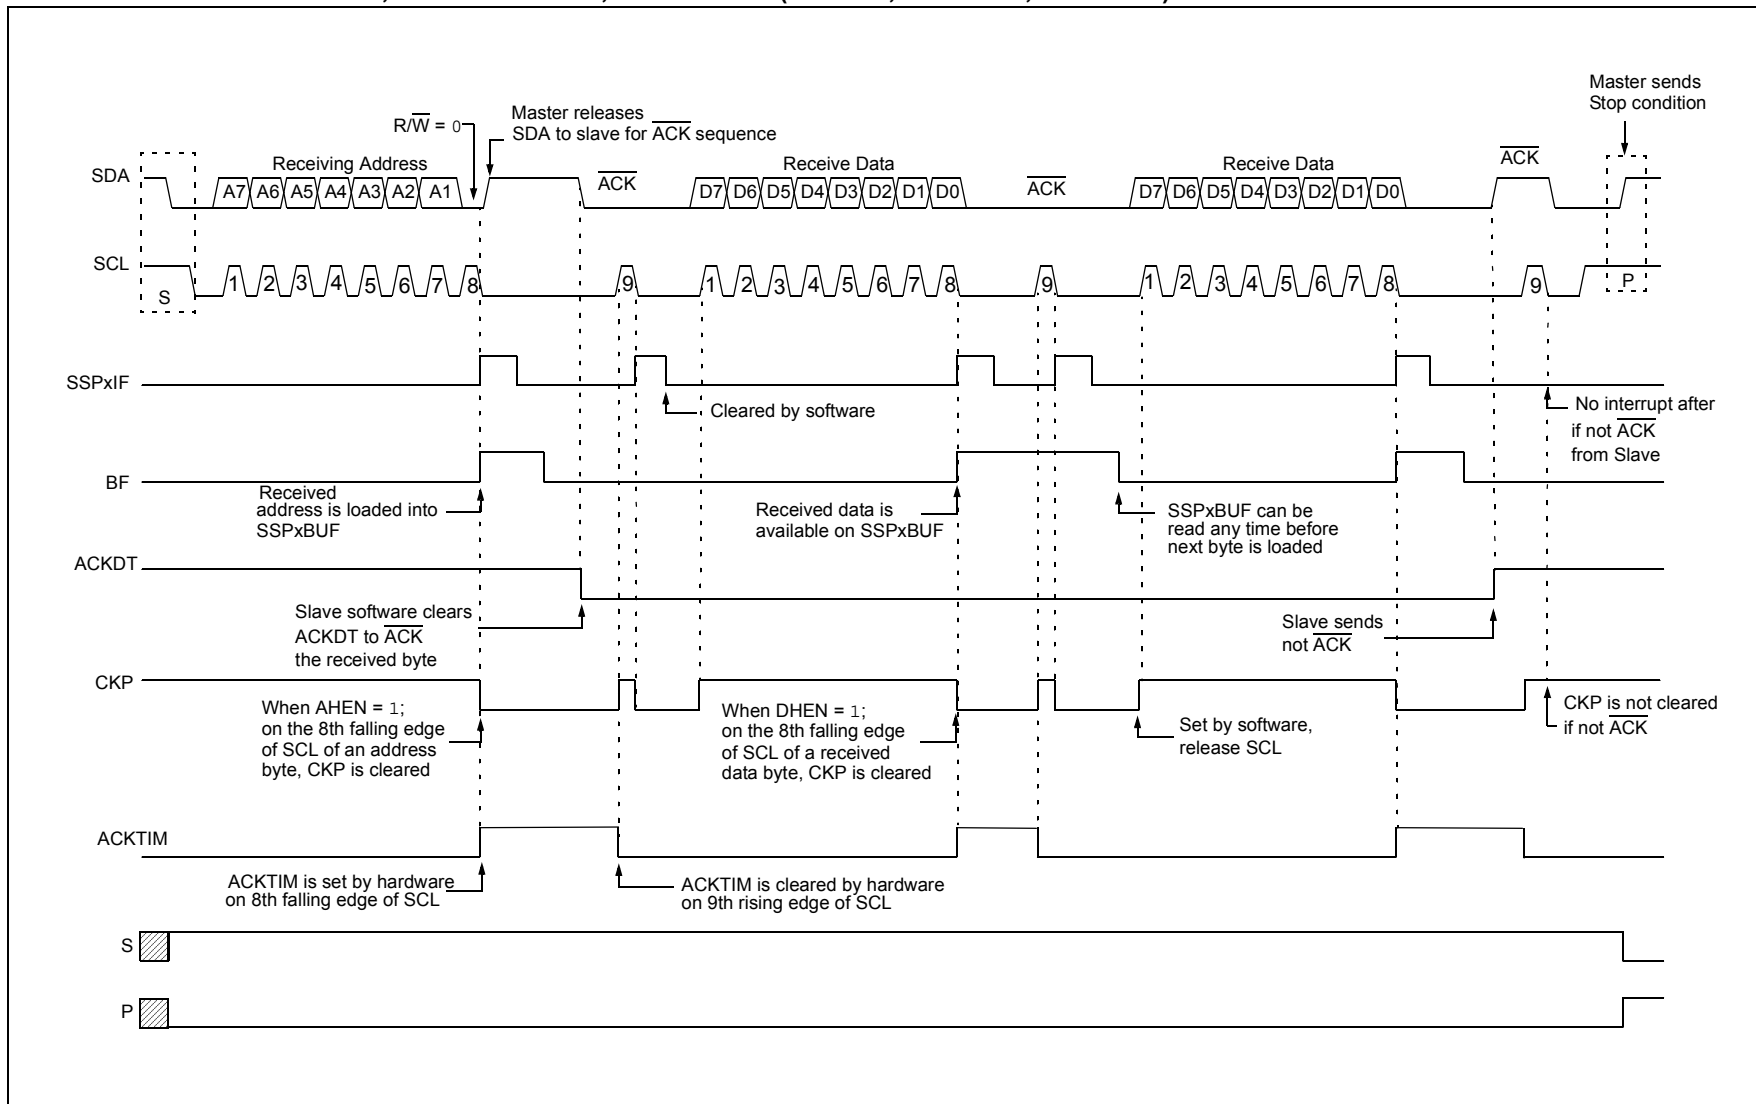 Master sends
Stop condition
Master releases
SDA to slave for ACK sequence
R/W = 0
SDA
Receiving Address
ACK
Receive Data
ACK
Receive Data
ACK
A7 A6 A5 A4 A3 A2 A1
D7 D6 D5 D4 D3 D2 D1 D0
D7 D6 D5 D4 D3 D2 D1 D0
SCL
S
1 2 3 4 5 6 7 8 9
1 2 3 4 5 6 7 8 9
1 2 3 4 5 6 7 8 9
P
SSPxIF
Cleared by software
No interrupt after
if not ACK
from Slave
BF
Received
address is loaded into
SSPxBUF
Received data is
available on SSPxBUF
SSPxBUF can be
read any time before
next byte is loaded
ACKDT
Slave software clears
ACKDT to ACK
the received byte
Slave sends
not ACK
CKP
When AHEN = 1;
on the 8th falling edge
of SCL of an address
byte, CKP is cleared
When DHEN = 1;
on the 8th falling edge
of SCL of a received
data byte, CKP is cleared
Set by software,
release SCL
CKP is not cleared
if not ACK
ACKTIM
ACKTIM is set by hardware
on 8th falling edge of SCL
ACKTIM is cleared by hardware
on 9th rising edge of SCL
S
P